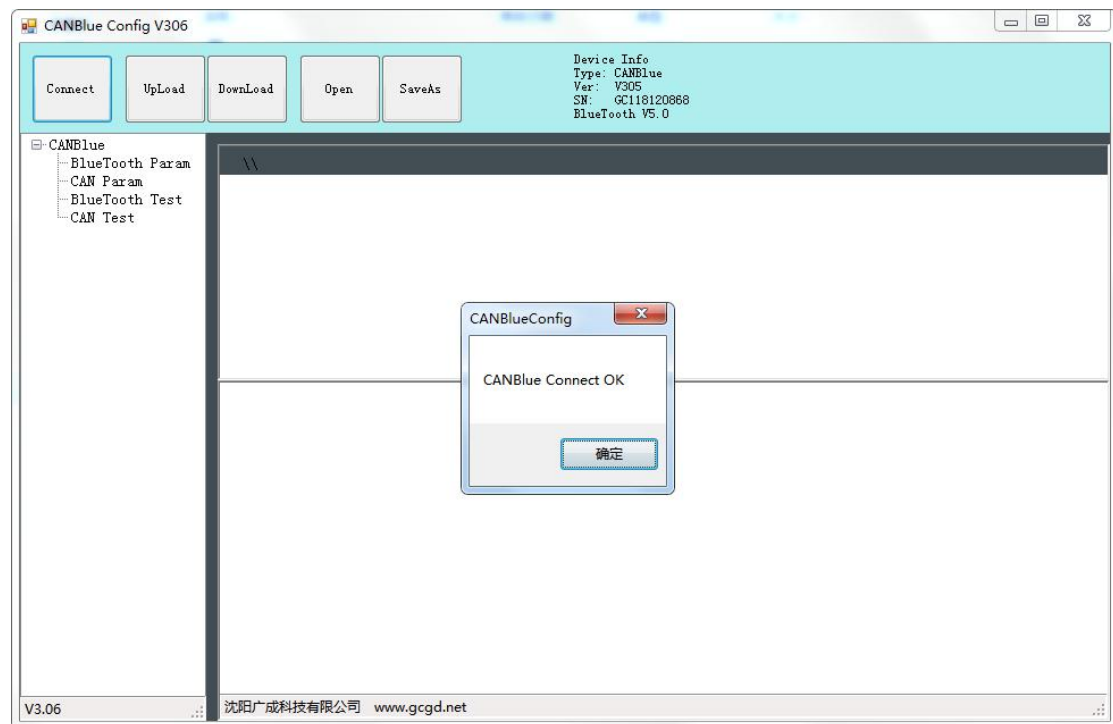 CANBlue Config V306
Connect
UpLoad
DownLoad
Open
SaveAs
Device Info
Type: CANBlue
Ver: V305
SN: GC118120868
BlueTooth V5.0
CANBlue
BlueTooth Param
CAN Param
BlueTooth Test
CAN Test
\\
CANBlueConfig
CANBlue Connect OK
确定
V3.06
沈阳广成科技有限公司 www.gcgd.net